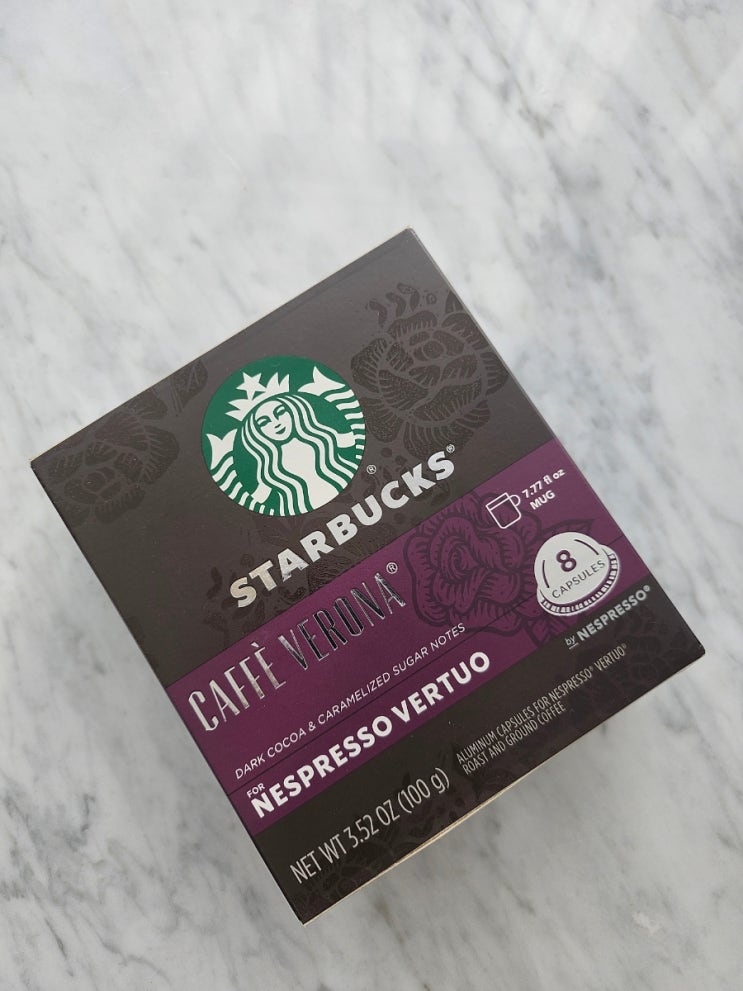 STARBUCKS®
7.77 fl oz
MUG
CAFFÈ VERONA®
8
CAPSULES
DARK COCOA & CARAMELIZED SUGAR NOTES
by NESPRESSO®
FOR
NESPRESSO VERTUO
ALUMINUM CAPSULES FOR NESPRESSO® VERTUO®
ROAST AND GROUND COFFEE
NET WT 3.52 OZ (100 g)